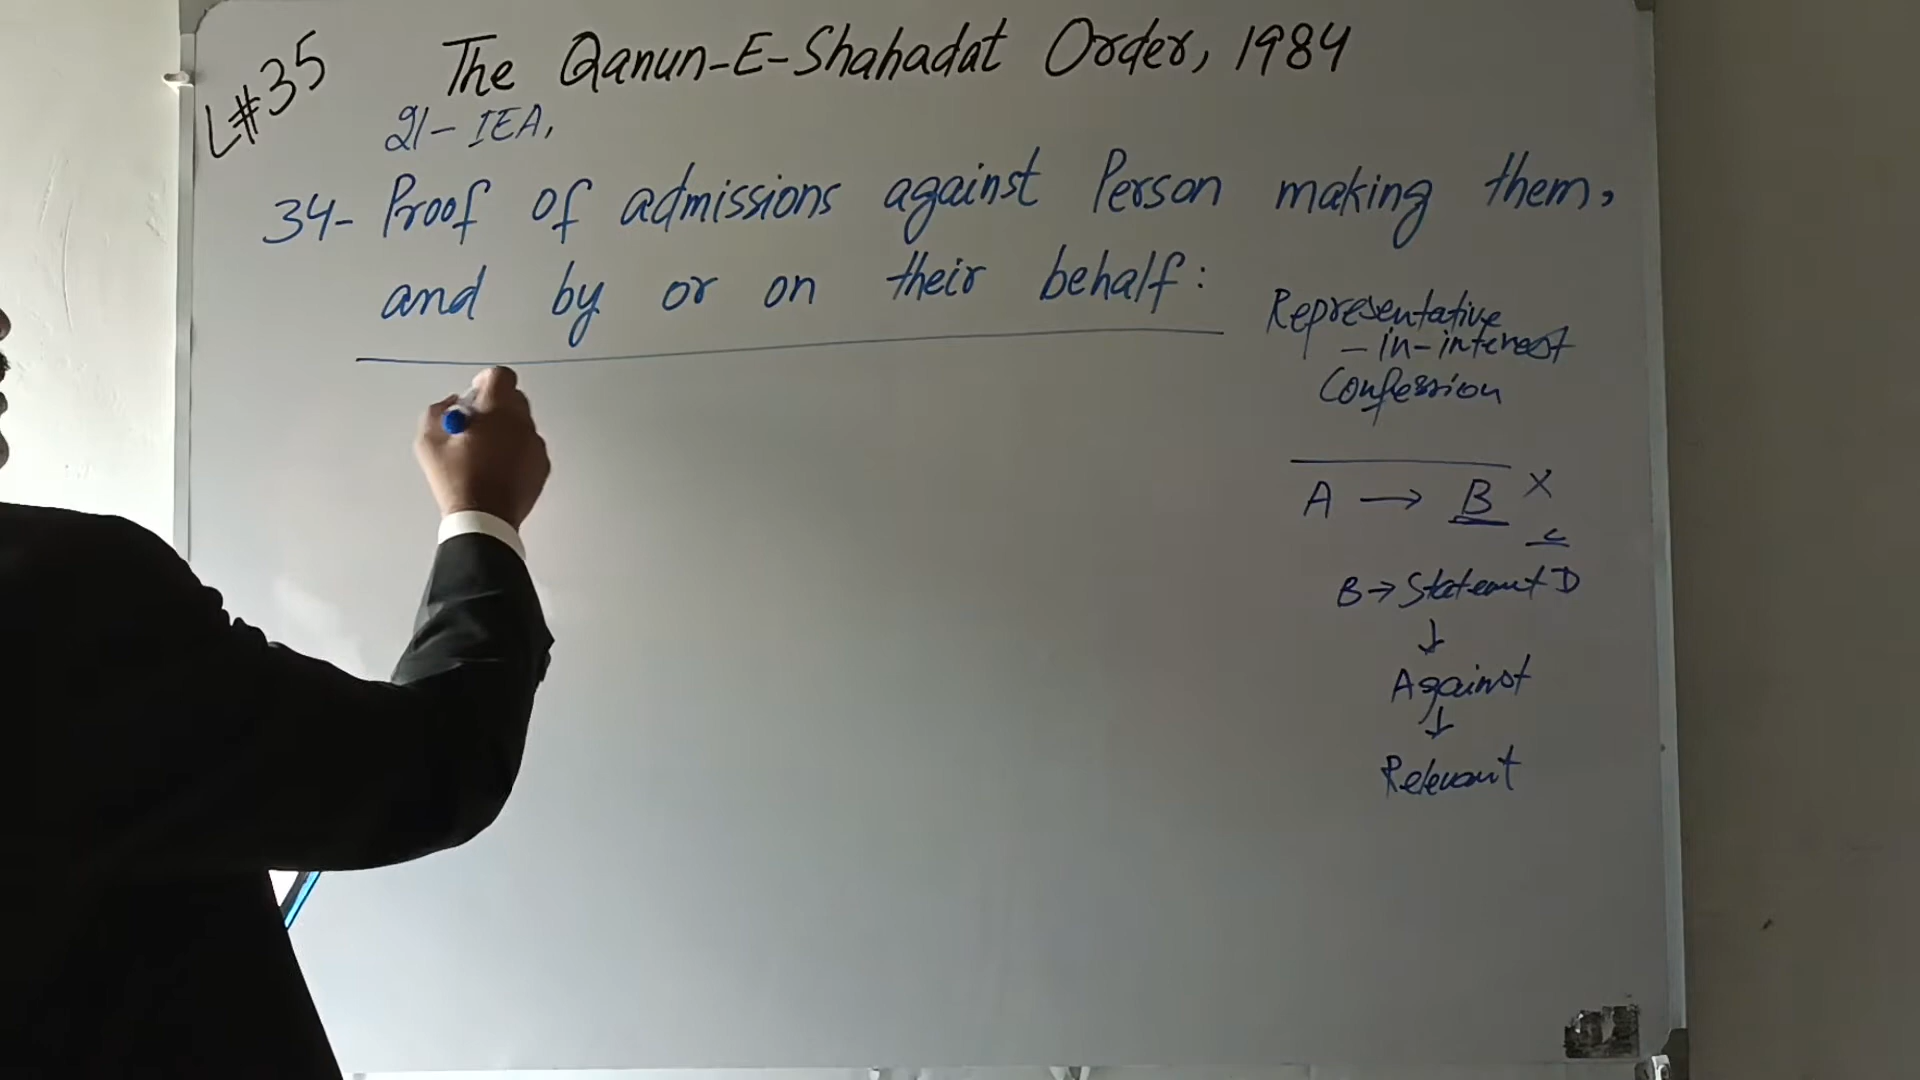 L#35
The Qanun-E-Shahadat Order, 1984
21- IEA,
34- Proof of admissions against Person making them,
and by or on their behalf:
Representative
-in-interest
Confession
A → B X
c
B → Statement D
↓
Against
↓
Relevant